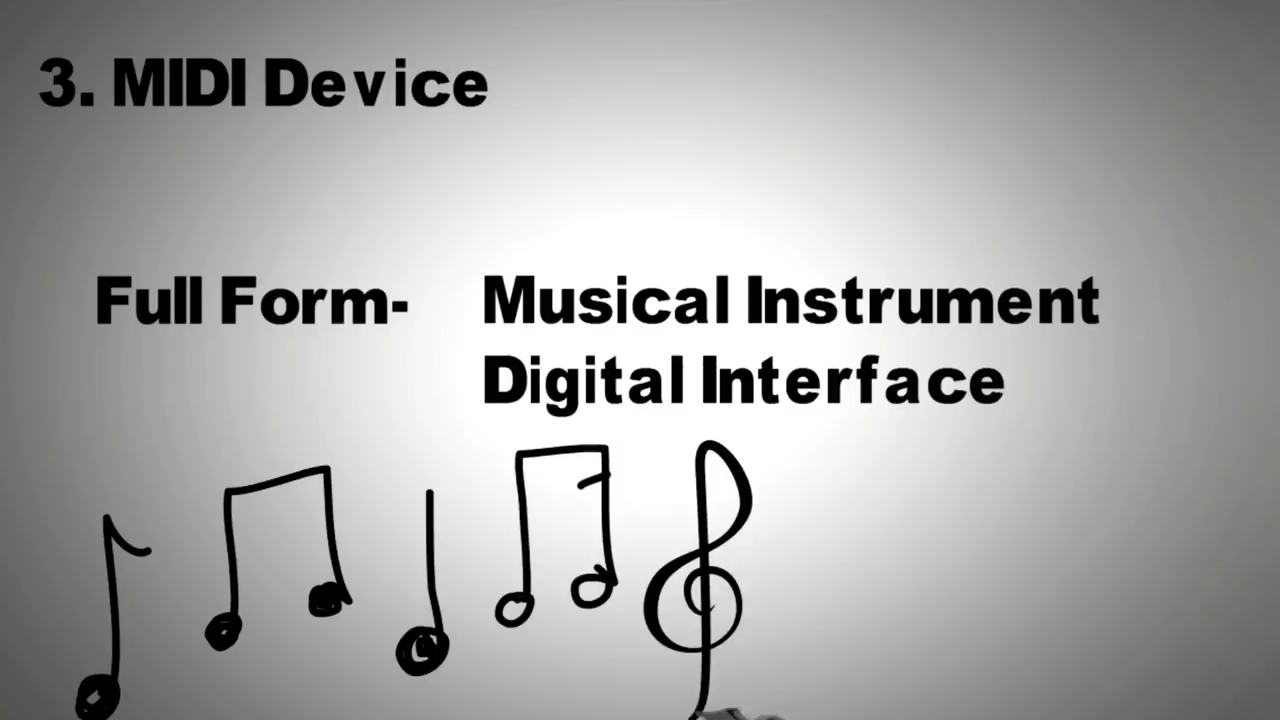 3. MIDI Device
Full Form- Musical Instrument
Digital Interface